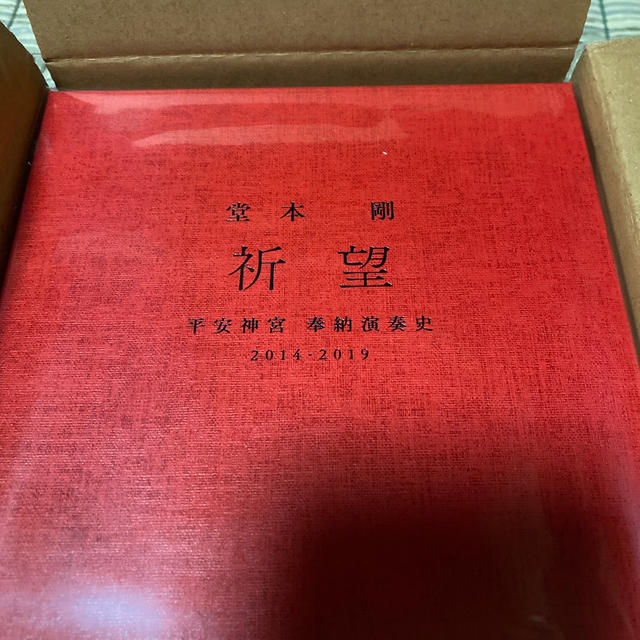 堂本 剛
祈望
平安神宮 奉納演奏史
2014-2019